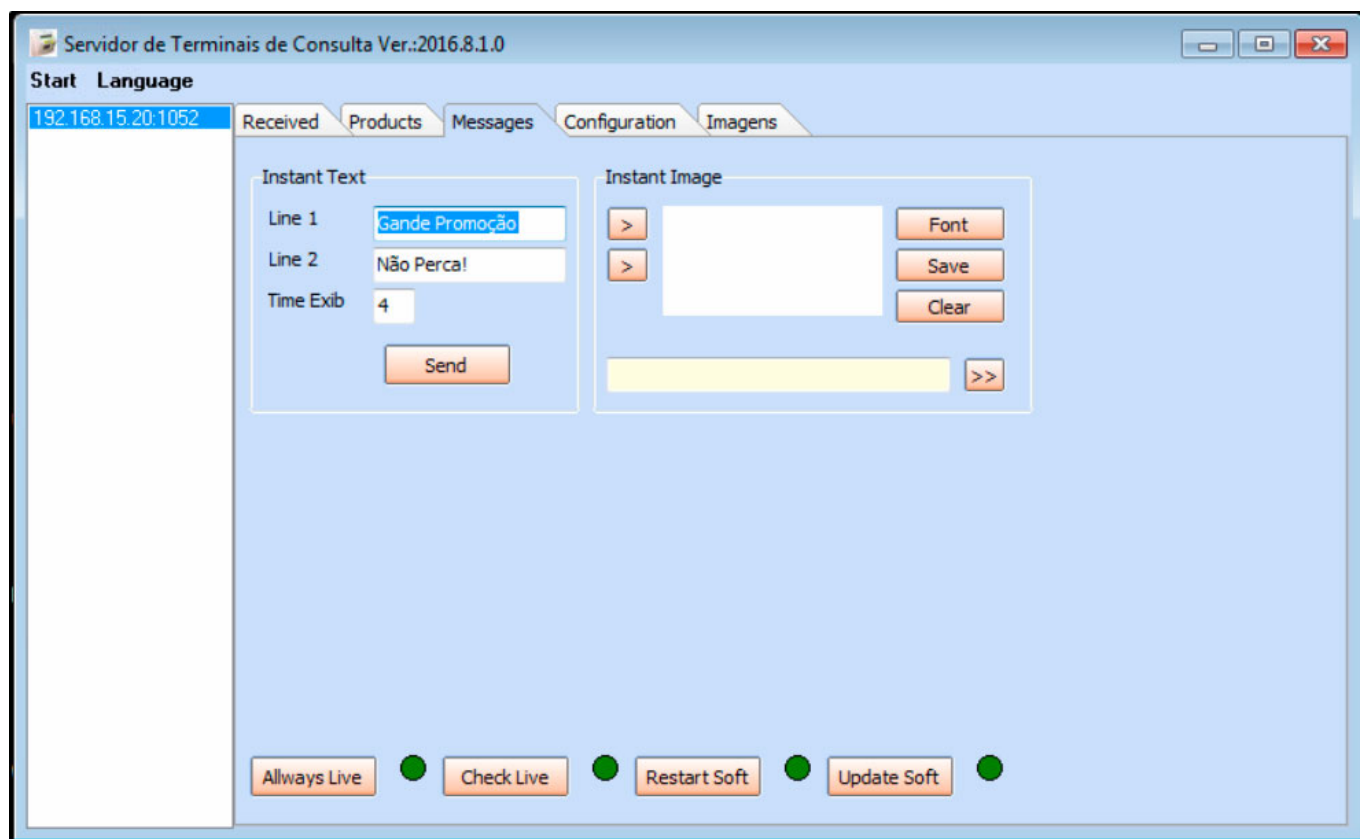 Servidor de Terminais de Consulta Ver.:2016.8.1.0
Start Language
192.168.15.20:1052
Received Products Messages Configuration Imagens
Instant Text
Line 1 Gande Promoção
Line 2 Não Perca!
Time Exib 4
Send
Instant Image
> Font
> Save
Clear
>>
Allways Live Check Live Restart Soft Update Soft